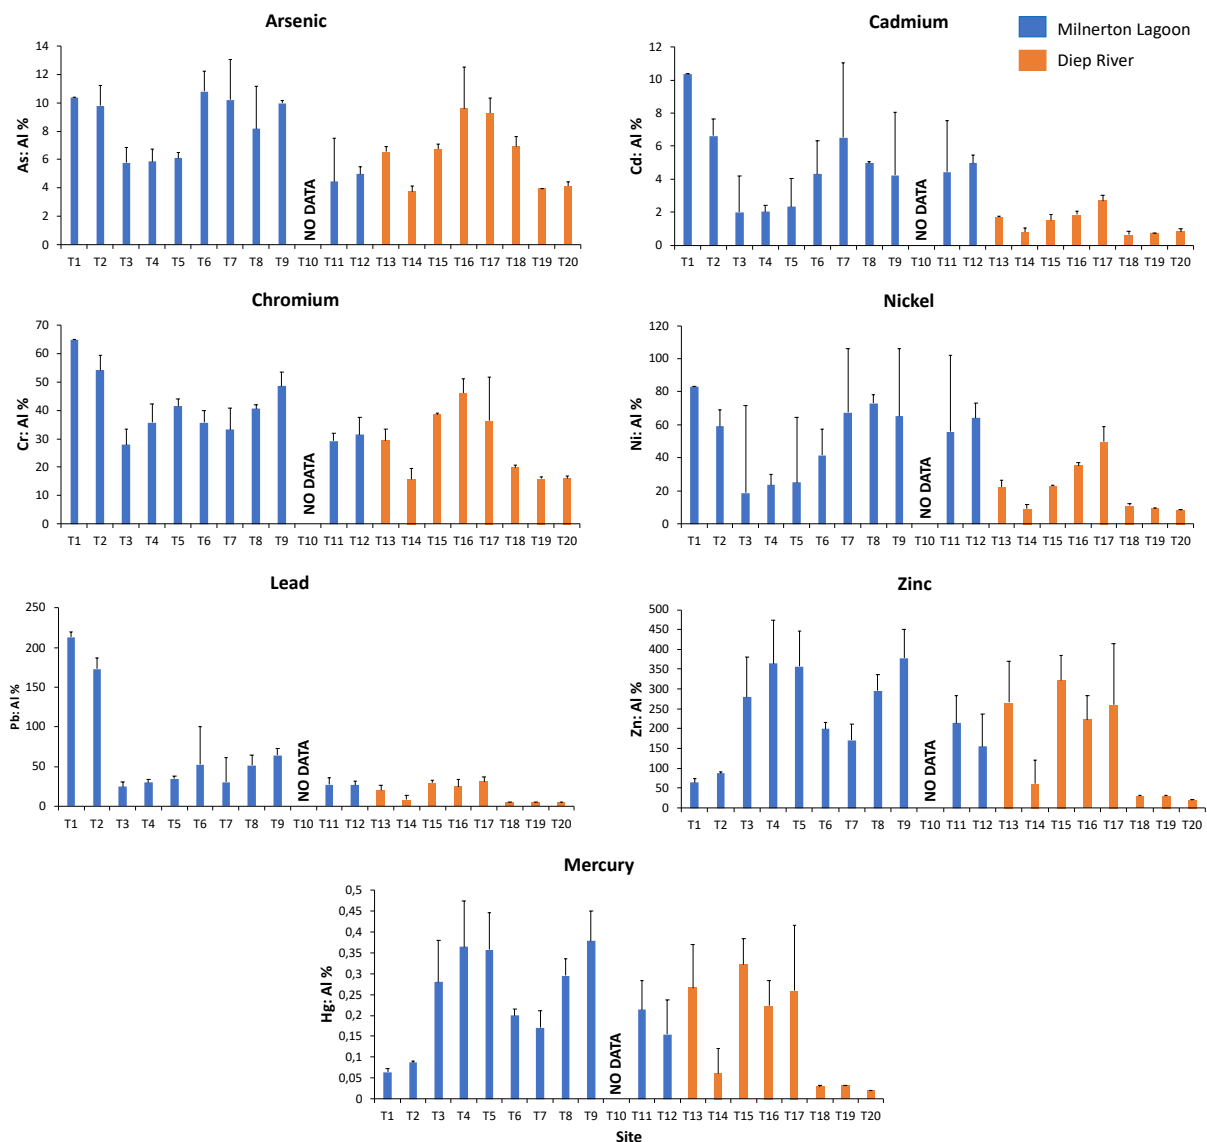 Arsenic
Cadmium
Milnerton Lagoon
Diep River
As: Al %
14
12
10
8
6
4
2
0
NO DATA
T1 T2 T3 T4 T5 T6 T7 T8 T9 T10 T11 T12 T13 T14 T15 T16 T17 T18 T19 T20
Cd: Al %
12
10
8
6
4
2
0
NO DATA
T1 T2 T3 T4 T5 T6 T7 T8 T9 T10 T11 T12 T13 T14 T15 T16 T17 T18 T19 T20
Chromium
Cr: Al %
70
60
50
40
30
20
10
0
NO DATA
T1 T2 T3 T4 T5 T6 T7 T8 T9 T10 T11 T12 T13 T14 T15 T16 T17 T18 T19 T20
Nickel
Ni: Al %
120
100
80
60
40
20
0
NO DATA
T1 T2 T3 T4 T5 T6 T7 T8 T9 T10 T11 T12 T13 T14 T15 T16 T17 T18 T19 T20
Lead
Pb: Al %
250
200
150
100
50
0
NO DATA
T1 T2 T3 T4 T5 T6 T7 T8 T9 T10 T11 T12 T13 T14 T15 T16 T17 T18 T19 T20
Zinc
Zn: Al %
500
450
400
350
300
250
200
150
100
50
0
NO DATA
T1 T2 T3 T4 T5 T6 T7 T8 T9 T10 T11 T12 T13 T14 T15 T16 T17 T18 T19 T20
Mercury
Hg: Al %
0,5
0,45
0,4
0,35
0,3
0,25
0,2
0,15
0,1
0,05
0
NO DATA
T1 T2 T3 T4 T5 T6 T7 T8 T9 T10 T11 T12 T13 T14 T15 T16 T17 T18 T19 T20
Site